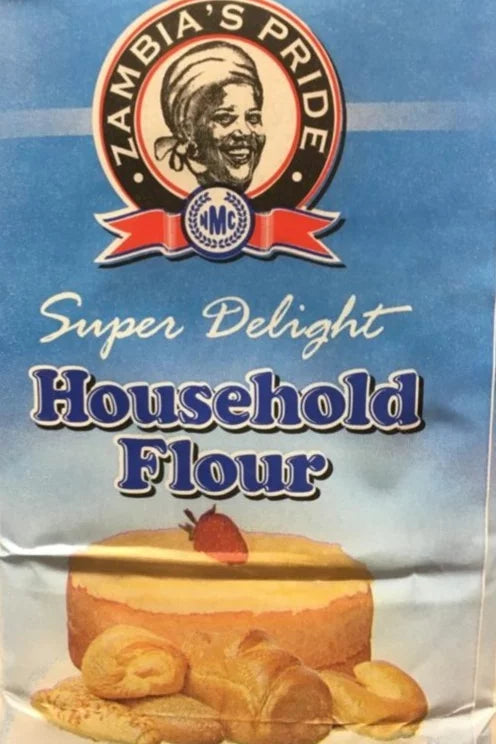 ZAMBIA'S PRIDE
NMC
Super Delight
Household
Flour